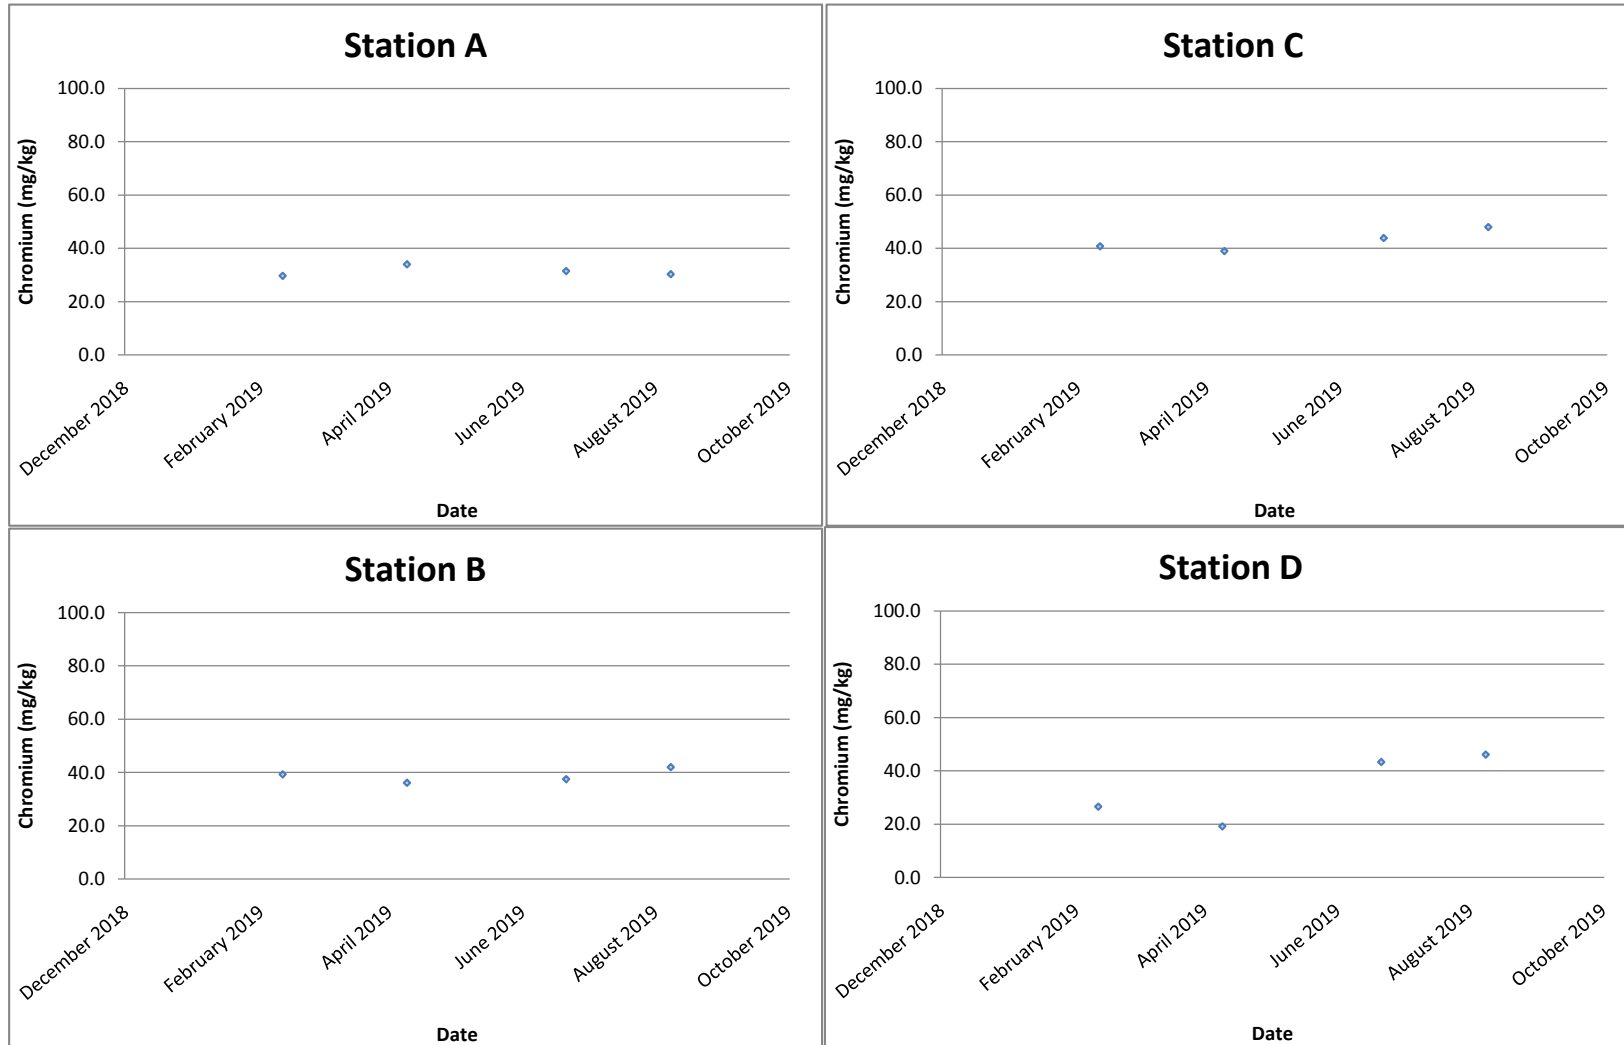 Station A
100.0
80.0
60.0
40.0
20.0
0.0
Chromium (mg/kg)
December 2018
February 2019
April 2019
June 2019
August 2019
October 2019
Date
Station C
100.0
80.0
60.0
40.0
20.0
0.0
Chromium (mg/kg)
December 2018
February 2019
April 2019
June 2019
August 2019
October 2019
Date
Station B
100.0
80.0
60.0
40.0
20.0
0.0
Chromium (mg/kg)
December 2018
February 2019
April 2019
June 2019
August 2019
October 2019
Date
Station D
100.0
80.0
60.0
40.0
20.0
0.0
Chromium (mg/kg)
December 2018
February 2019
April 2019
June 2019
August 2019
October 2019
Date